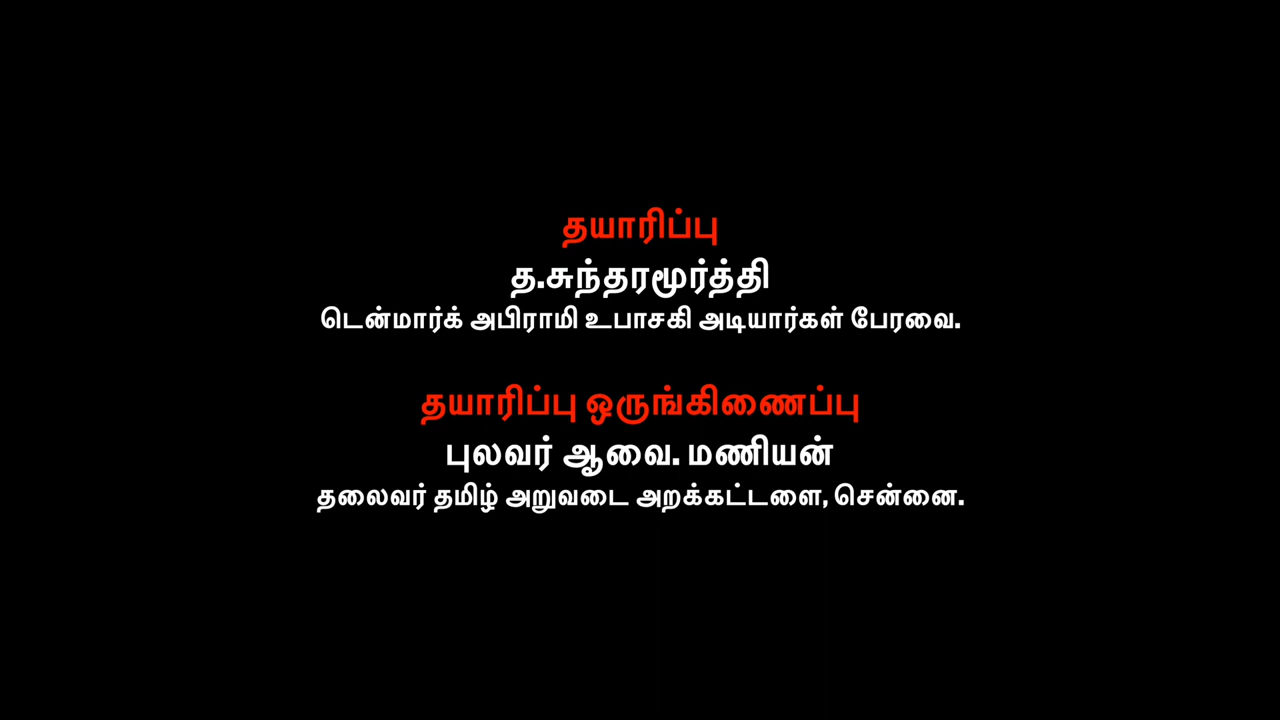 தயாரிப்பு
த.சுந்தரமூர்த்தி
டென்மார்க் அபிராமி உபாசகி அடியார்கள் பேரவை.
தயாரிப்பு ஒருங்கிணைப்பு
புலவர் ஆவை. மணியன்
தலைவர் தமிழ் அறுவடை அறக்கட்டளை, சென்னை.